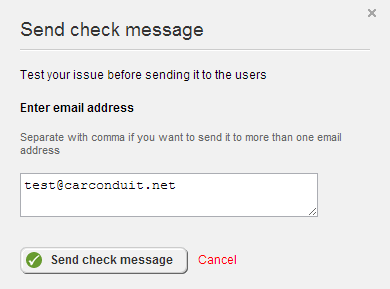 Send check message
Test your issue before sending it to the users
Enter email address
Separate with comma if you want to send it to more than one email
address
test@carconduit.net
Send check message Cancel